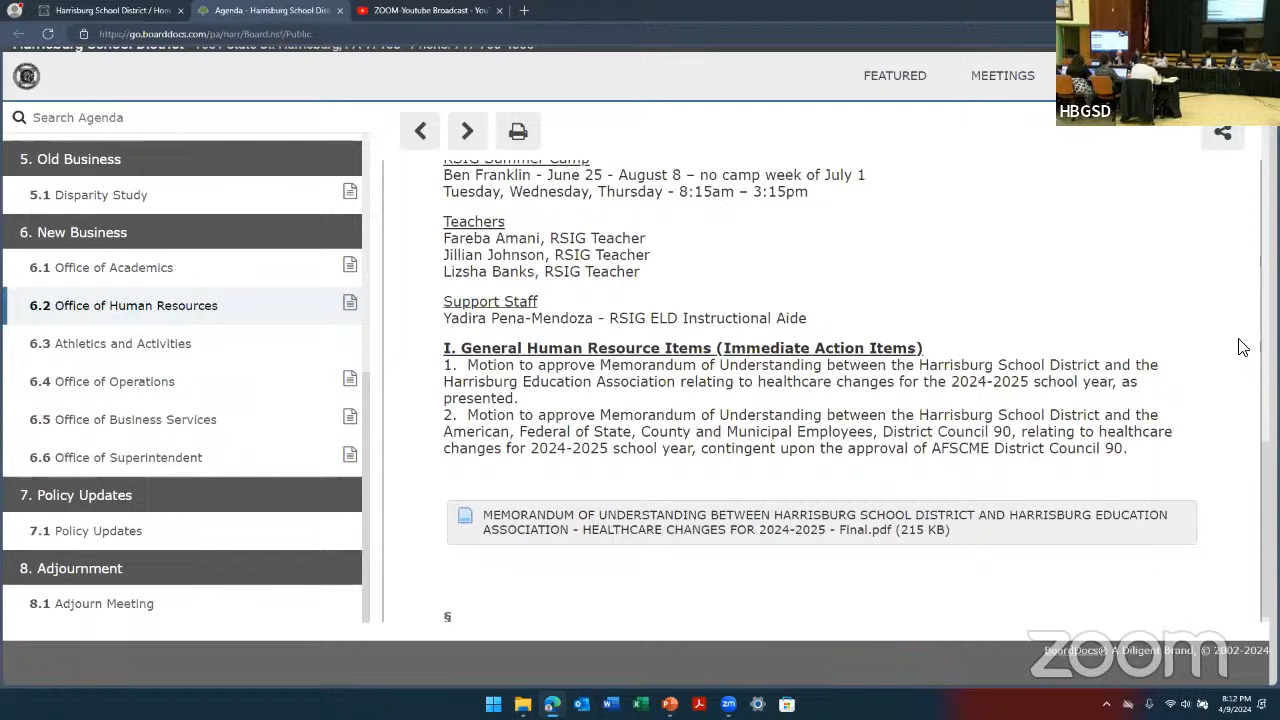 Harrisburg School District / Hom
Agenda - Harrisburg School Distri
ZOOM-Youtube Broadcast - You
https://go.boarddocs.com/pa/harr/Board.nsf/Public
FEATURED
MEETINGS
HBGSD
Search Agenda
5. Old Business
5.1 Disparity Study
6. New Business
6.1 Office of Academics
6.2 Office of Human Resources
6.3 Athletics and Activities
6.4 Office of Operations
6.5 Office of Business Services
6.6 Office of Superintendent
7. Policy Updates
7.1 Policy Updates
8. Adjournment
8.1 Adjorn Meeting
RSIG Summer Camp
Ben Franklin - June 25 - August 8 – no camp week of July 1
Tuesday, Wednesday, Thursday - 8:15am – 3:15pm
Teachers
Fareba Amani, RSIG Teacher
Jillian Johnson, RSIG Teacher
Lizsha Banks, RSIG Teacher
Support Staff
Yadira Pena-Mendoza - RSIG ELD Instructional Aide
I. General Human Resource Items (Immediate Action Items)
1. Motion to approve Memorandum of Understanding between the Harrisburg School District and the
Harrisburg Education Association relating to healthcare changes for the 2024-2025 school year, as
presented.
2. Motion to approve Memorandum of Understanding between the Harrisburg School District and the
American, Federal of State, County and Municipal Employees, District Council 90, relating to healthcare
changes for 2024-2025 school year, contingent upon the approval of AFSCME District Council 90.
MEMORANDUM OF UNDERSTANDING BETWEEN HARRISBURG SCHOOL DISTRICT AND HARRISBURG EDUCATION
ASSOCIATION - HEALTHCARE CHANGES FOR 2024-2025 - Final.pdf (215 KB)
§
BoardDocs® A Diligent Brand, © 2002-2024
zoom
8:12 PM
4/9/2024